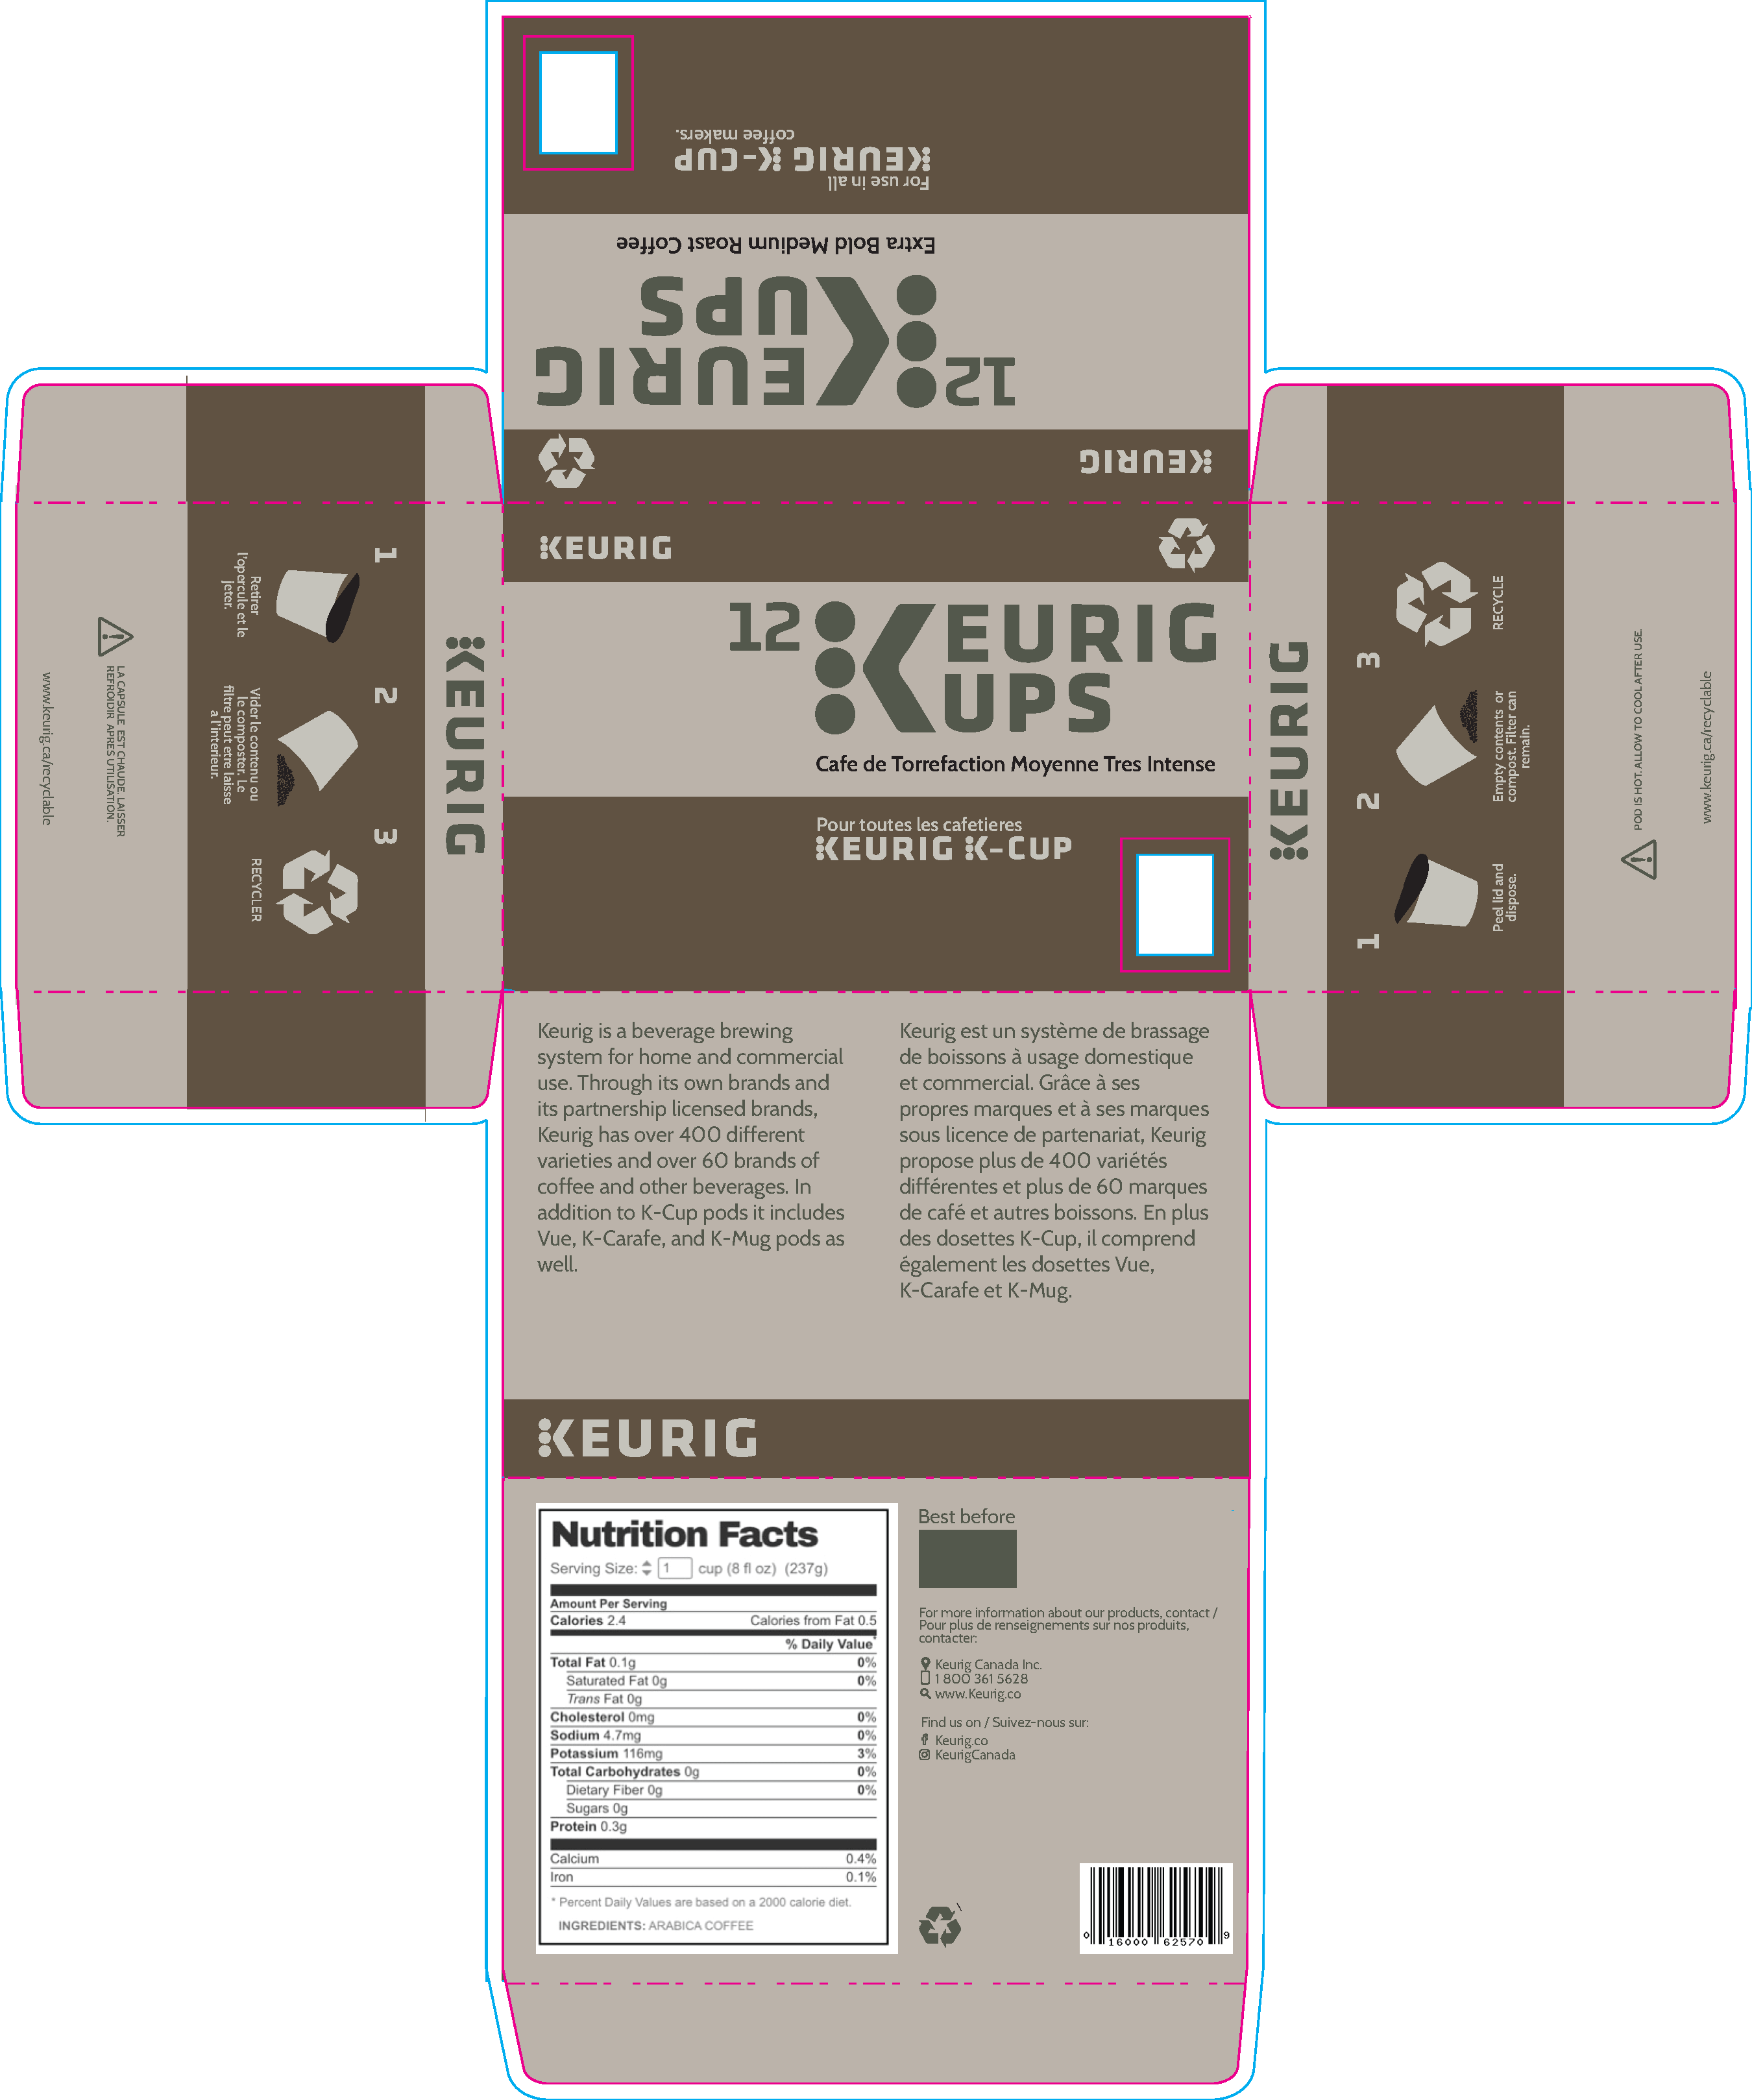 For use in all
KEURIG K-CUP
coffee makers.
Extra Bold Medium Roast Coffee
12 KEURIG
KUPS
KEURIG
KEURIG
12 KEURIG
KUPS
Cafe de Torrefaction Moyenne Tres Intense
Pour toutes les cafetieres
KEURIG K-CUP
KEURIG
1
Retirer
l'opercule et le
jeter.
2
Vider le contenu ou
le composter. Le
filtre peut etre laisse
a l'interieur.
3
RECYCLER
LA CAPSULE EST CHAUDE. LAISSER
REFROIDIR APRES UTILISATION.
www.keurig.ca/recyclable
KEURIG
1
Peel lid and
dispose.
2
Empty contents or
compost. Filter can
remain.
3
RECYCLE
POD IS HOT. ALLOW TO COOL AFTER USE.
www.keurig.ca/recyclable
Keurig is a beverage brewing
system for home and commercial
use. Through its own brands and
its partnership licensed brands,
Keurig has over 400 different
varieties and over 60 brands of
coffee and other beverages. In
addition to K-Cup pods it includes
Vue, K-Carafe, and K-Mug pods as
well.
Keurig est un système de brassage
de boissons à usage domestique
et commercial. Grâce à ses
propres marques et à ses marques
sous licence de partenariat, Keurig
propose plus de 400 variétés
différentes et plus de 60 marques
de café et autres boissons. En plus
des dosettes K-Cup, il comprend
également les dosettes Vue,
K-Carafe et K-Mug.
KEURIG
Nutrition Facts
Serving Size: 1 cup (8 fl oz) (237g)
Amount Per Serving
Calories 2.4 Calories from Fat 0.5
% Daily Value*
Total Fat 0.1g 0%
Saturated Fat 0g 0%
Trans Fat 0g
Cholesterol 0mg 0%
Sodium 4.7mg 0%
Potassium 116mg 3%
Total Carbohydrates 0g 0%
Dietary Fiber 0g 0%
Sugars 0g
Protein 0.3g
Calcium 0.4%
Iron 0.1%
* Percent Daily Values are based on a 2000 calorie diet.
INGREDIENTS: ARABICA COFFEE
Best before
For more information about our products, contact /
Pour plus de renseignements sur nos produits,
contacter:
Keurig Canada Inc.
1 800 361 5628
www.Keurig.co
Find us on / Suivez-nous sur:
Keurig.co
KeurigCanada
0 16000 62570 9